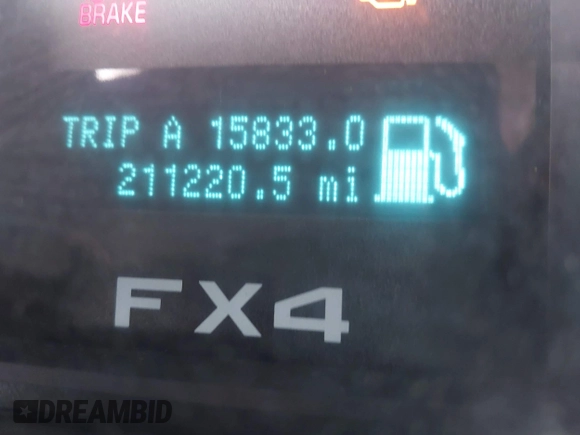 BRAKE
TRIP A 15833.0
211220.5 mi
FX4
DREAMBID